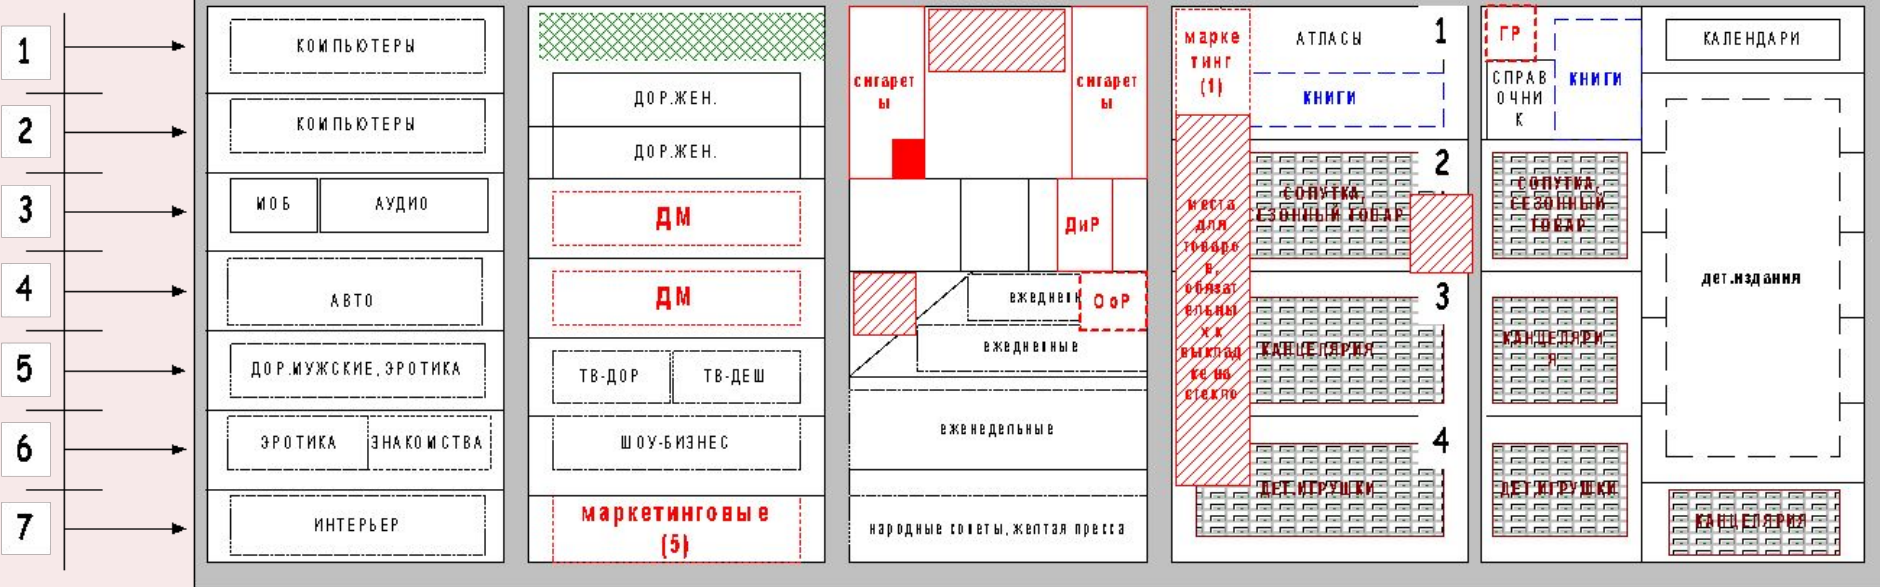 1
2
3
4
5
6
7
КОМПЬЮТЕРЫ
КОМПЬЮТЕРЫ
МОБ
АУДИО
АВТО
ДОР.МУЖСКИЕ, ЭРОТИКА
ЭРОТИКА
ЗНАКОМСТВА
ИНТЕРЬЕР
ДОР.ЖЕН.
ДОР.ЖЕН.
ДМ
ДМ
ТВ-ДОР
ТВ-ДЕШ
ШОУ-БИЗНЕС
маркетинговые
(5)
сигарет
ы
сигарет
ы
ДиР
ежедневн
ОоР
ежедневные
еженедельные
народные советы, желтая пресса
марке
тинг
(1)
АТЛАСЫ
1
КНИГИ
места
для
товаро
в,
обязат
ельны
х к
выклад
ке на
стекло
2
СОПУТКА,
СЕЗОННЫЙ ТОВАР
3
КАНЦЕЛЯРИЯ
4
ДЕТ.ИГРУШКИ
ГР
СПРАВ
ОЧНИ
К
КНИГИ
СОПУТКА,
СЕЗОННЫЙ
ТОВАР
КАНЦЕЛЯРИ
Я
ДЕТ.ИГРУШКИ
КАЛЕНДАРИ
дет.издания
КАНЦЕЛЯРИЯ